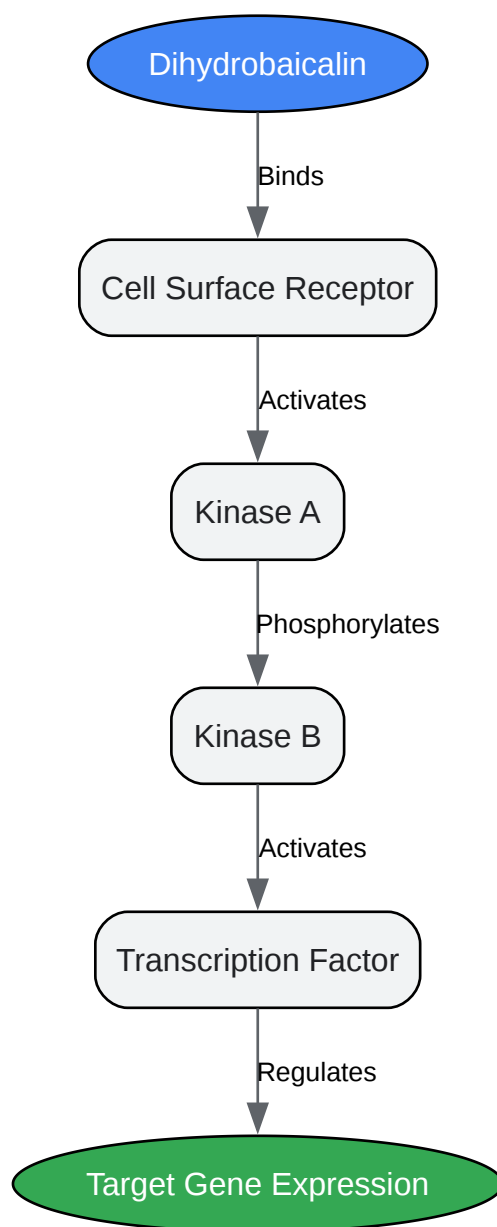 Dihydrobaicalin
Binds
Cell Surface Receptor
Activates
Kinase A
Phosphorylates
Kinase B
Activates
Transcription Factor
Regulates
Target Gene Expression